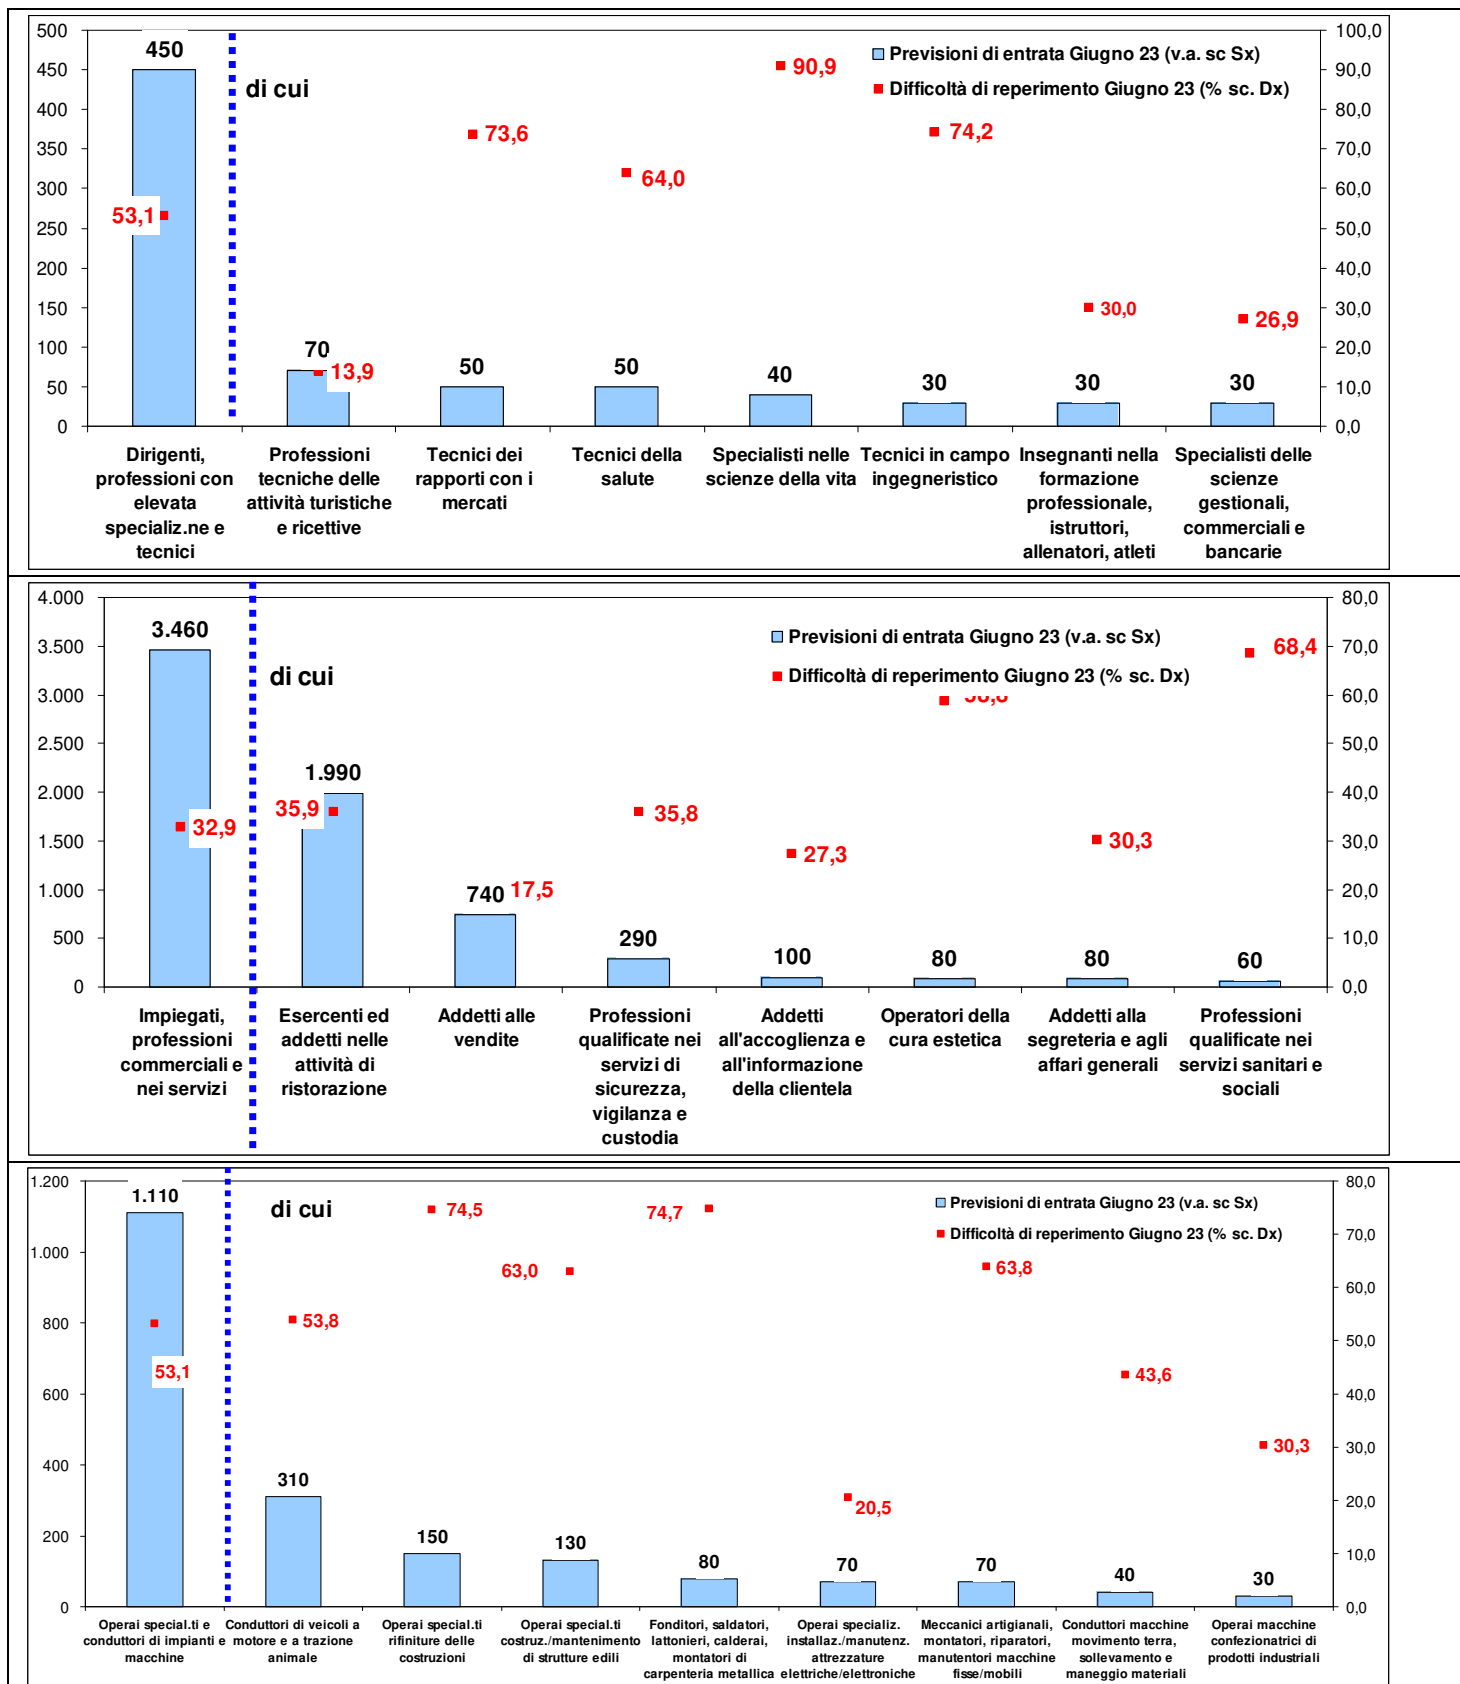 500
450
400
350
300
250
200
150
100
50
0
100,0
90,0
80,0
70,0
60,0
50,0
40,0
30,0
20,0
10,0
0,0
di cui
Previsioni di entrata Giugno 23 (v.a. sc Sx)
Difficoltà di reperimento Giugno 23 (% sc. Dx)
450
70
50
50
40
30
30
30
53,1
13,9
73,6
64,0
90,9
74,2
30,0
26,9
Dirigenti,
professioni con
elevata
specializ.ne e
tecnici
Professioni
tecniche delle
attività turistiche
e ricettive
Tecnici dei
rapporti con i
mercati
Tecnici della
salute
Specialisti nelle
scienze della vita
Tecnici in campo
ingegneristico
Insegnanti nella
formazione
professionale,
istruttori,
allenatori, atleti
Specialisti delle
scienze
gestionali,
commerciali e
bancarie
4.000
3.500
3.000
2.500
2.000
1.500
1.000
500
0
80,0
70,0
60,0
50,0
40,0
30,0
20,0
10,0
0,0
di cui
Previsioni di entrata Giugno 23 (v.a. sc Sx)
Difficoltà di reperimento Giugno 23 (% sc. Dx)
3.460
1.990
740
290
100
80
80
60
32,9
35,9
17,5
35,8
27,3
30,3
68,4
Impiegati,
professioni
commerciali e
nei servizi
Esercenti ed
addetti nelle
attività di
ristorazione
Addetti alle
vendite
Professioni
qualificate nei
servizi di
sicurezza,
vigilanza e
custodia
Addetti
all'accoglienza e
all'informazione
della clientela
Operatori della
cura estetica
Addetti alla
segreteria e agli
affari generali
Professioni
qualificate nei
servizi sanitari e
sociali
1.200
1.000
800
600
400
200
0
80,0
70,0
60,0
50,0
40,0
30,0
20,0
10,0
0,0
di cui
Previsioni di entrata Giugno 23 (v.a. sc Sx)
Difficoltà di reperimento Giugno 23 (% sc. Dx)
1.110
310
150
130
80
70
70
40
30
53,1
53,8
74,5
63,0
74,7
20,5
63,8
43,6
30,3
Operai special.ti e
conduttori di impianti e
macchine
Conduttori di veicoli a
motore e a trazione
animale
Operai special.ti
rifiniture delle
costruzioni
Operai special.ti
costruz./mantenimento
di strutture edili
Fonditori, saldatori,
lattonieri, calderai,
montatori di
carpenteria metallica
Operai specializ.
installaz./manutenz.
attrezzature
elettriche/elettroniche
Meccanici artigianali,
montatori, riparatori,
manutentori macchine
fisse/mobili
Conduttori macchine
movimento terra,
sollevamento e
maneggio materiali
Operai macchine
confezionatrici di
prodotti industriali